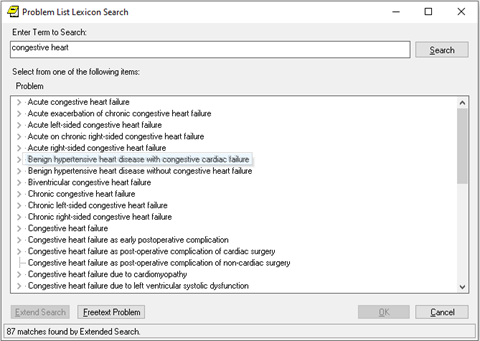 Problem List Lexicon Search
Enter Term to Search:
congestive heart
Search
Select from one of the following items:
Problem
Acute congestive heart failure
Acute exacerbation of chronic congestive heart failure
Acute left-sided congestive heart failure
Acute on chronic right-sided congestive heart failure
Acute right-sided congestive heart failure
Benign hypertensive heart disease with congestive cardiac failure
Benign hypertensive heart disease without congestive heart failure
Biventricular congestive heart failure
Chronic congestive heart failure
Chronic left-sided congestive heart failure
Chronic right-sided congestive heart failure
Congestive heart failure
Congestive heart failure as early postoperative complication
Congestive heart failure as post-operative complication of cardiac surgery
Congestive heart failure as post-operative complication of non-cardiac surgery
Congestive heart failure due to cardiomyopathy
Congestive heart failure due to left ventricular systolic dysfunction
Extend Search
Freetext Problem
OK
Cancel
87 matches found by Extended Search.